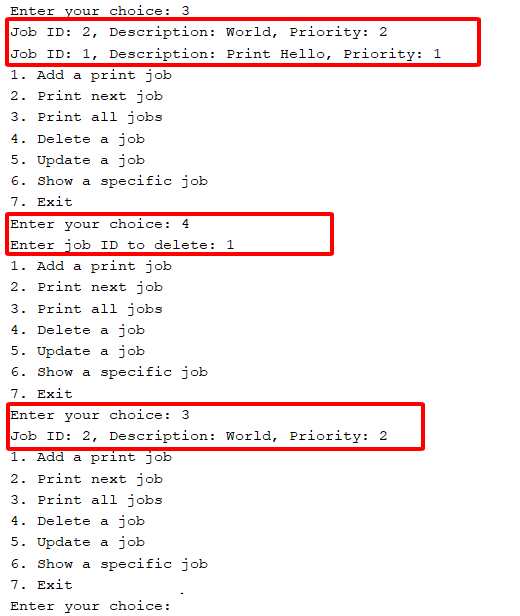 Enter your choice: 3
Job ID: 2, Description: World, Priority: 2
Job ID: 1, Description: Print Hello, Priority: 1
1. Add a print job
2. Print next job
3. Print all jobs
4. Delete a job
5. Update a job
6. Show a specific job
7. Exit
Enter your choice: 4
Enter job ID to delete: 1
1. Add a print job
2. Print next job
3. Print all jobs
4. Delete a job
5. Update a job
6. Show a specific job
7. Exit
Enter your choice: 3
Job ID: 2, Description: World, Priority: 2
1. Add a print job
2. Print next job
3. Print all jobs
4. Delete a job
5. Update a job
6. Show a specific job
7. Exit
Enter your choice: